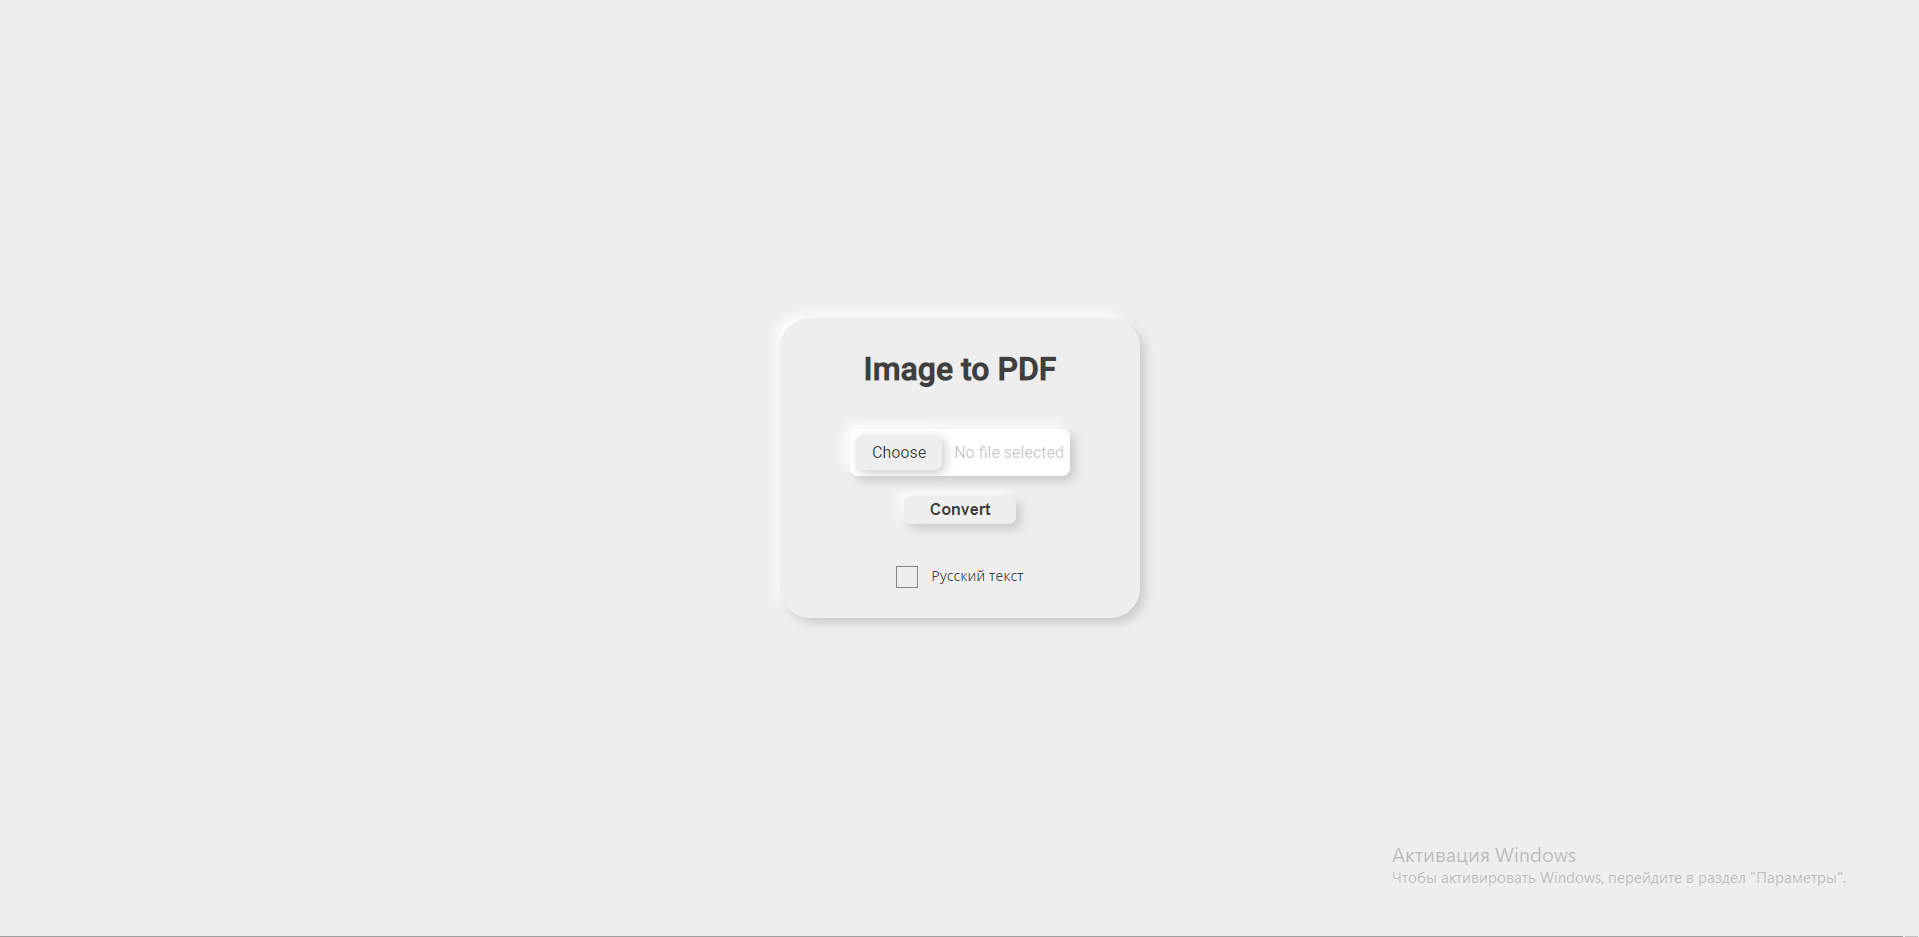 Image to PDF
Choose No file selected
Convert
Русский текст
Активация Windows
Чтобы активировать Windows, перейдите в раздел "Параметры".